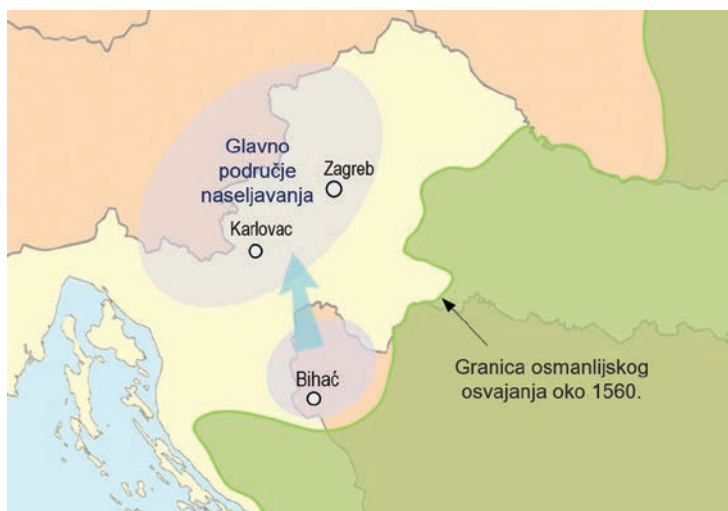 Glavno
područje
naseljavanja
Zagreb
Karlovac
Bihać
Granica osmanlijskog
osvajanja oko 1560.